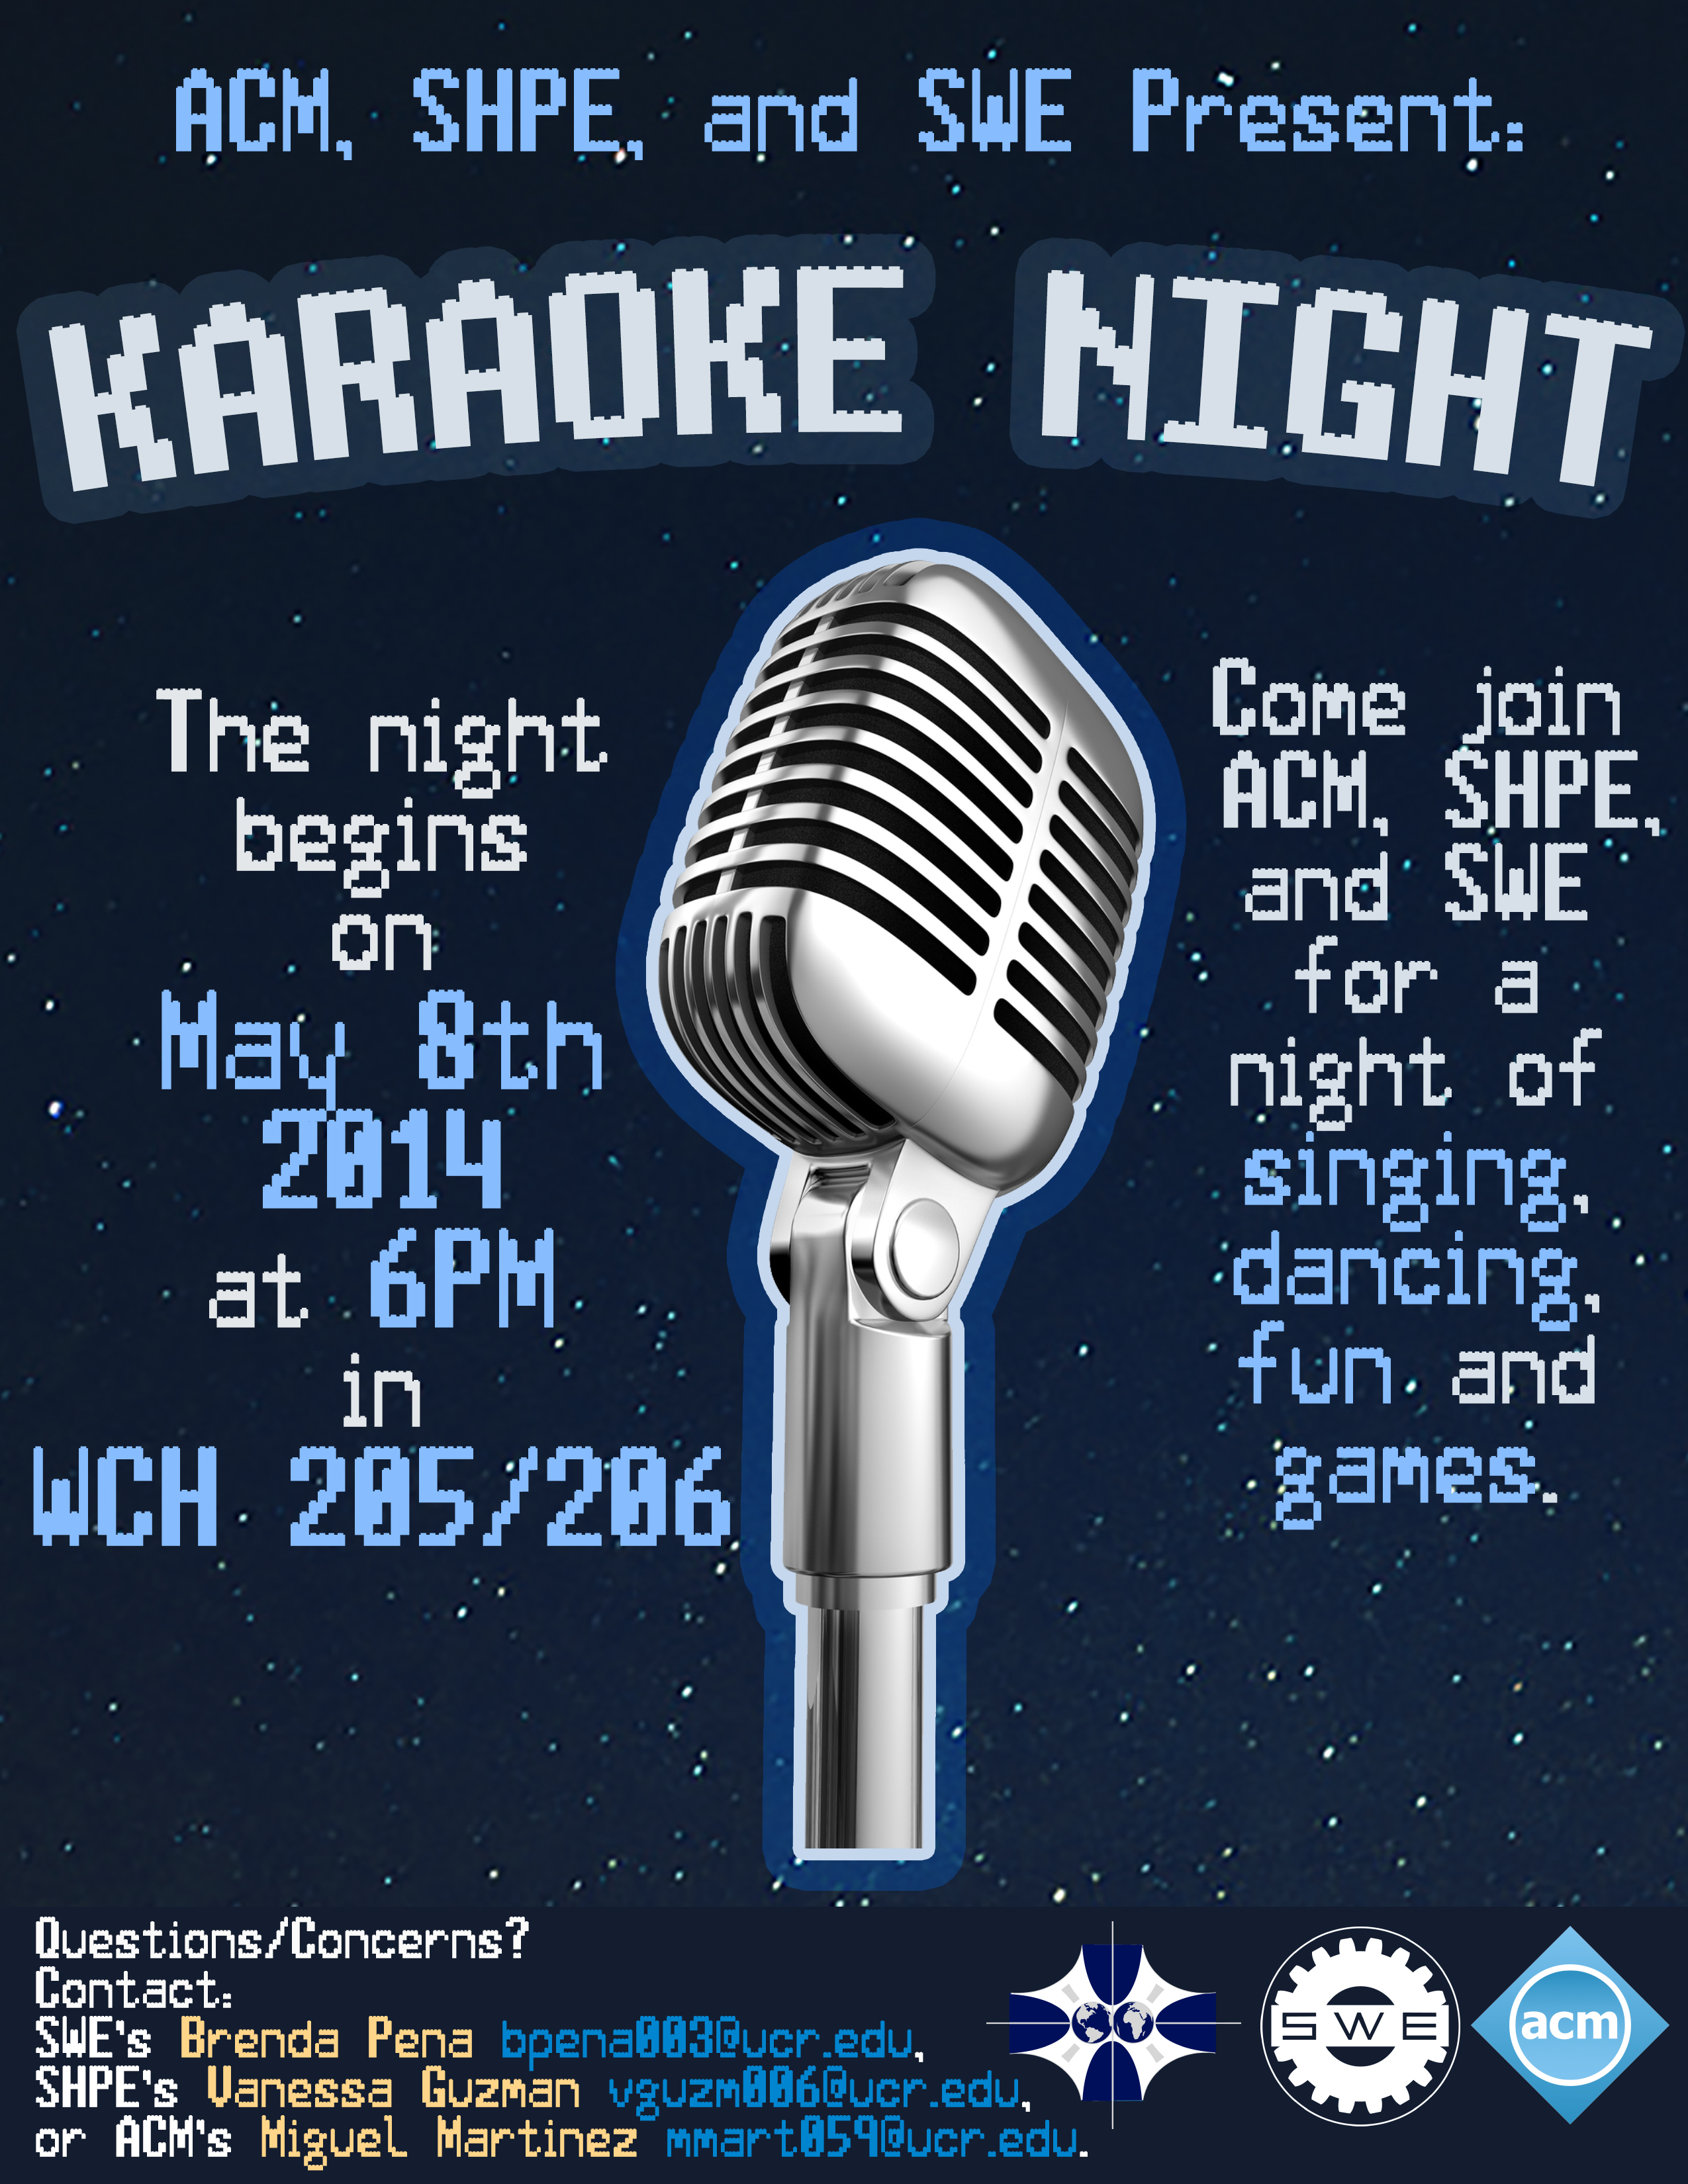 ACM, SHPE, and SWE Present:
KARAOKE NIGHT
The night
begins
on
May 8th
2014
at 6PM
in
WCH 205/206
Come join
ACM, SHPE,
and SWE
for a
night of
singing,
dancing,
fun and
games.
Questions/Concerns?
Contact:
SWE's Brenda Pena bpena003@ucr.edu,
SHPE's Vanessa Guzman vguzm006@ucr.edu,
or ACM's Miguel Martinez mmart059@ucr.edu.
SWE
acm